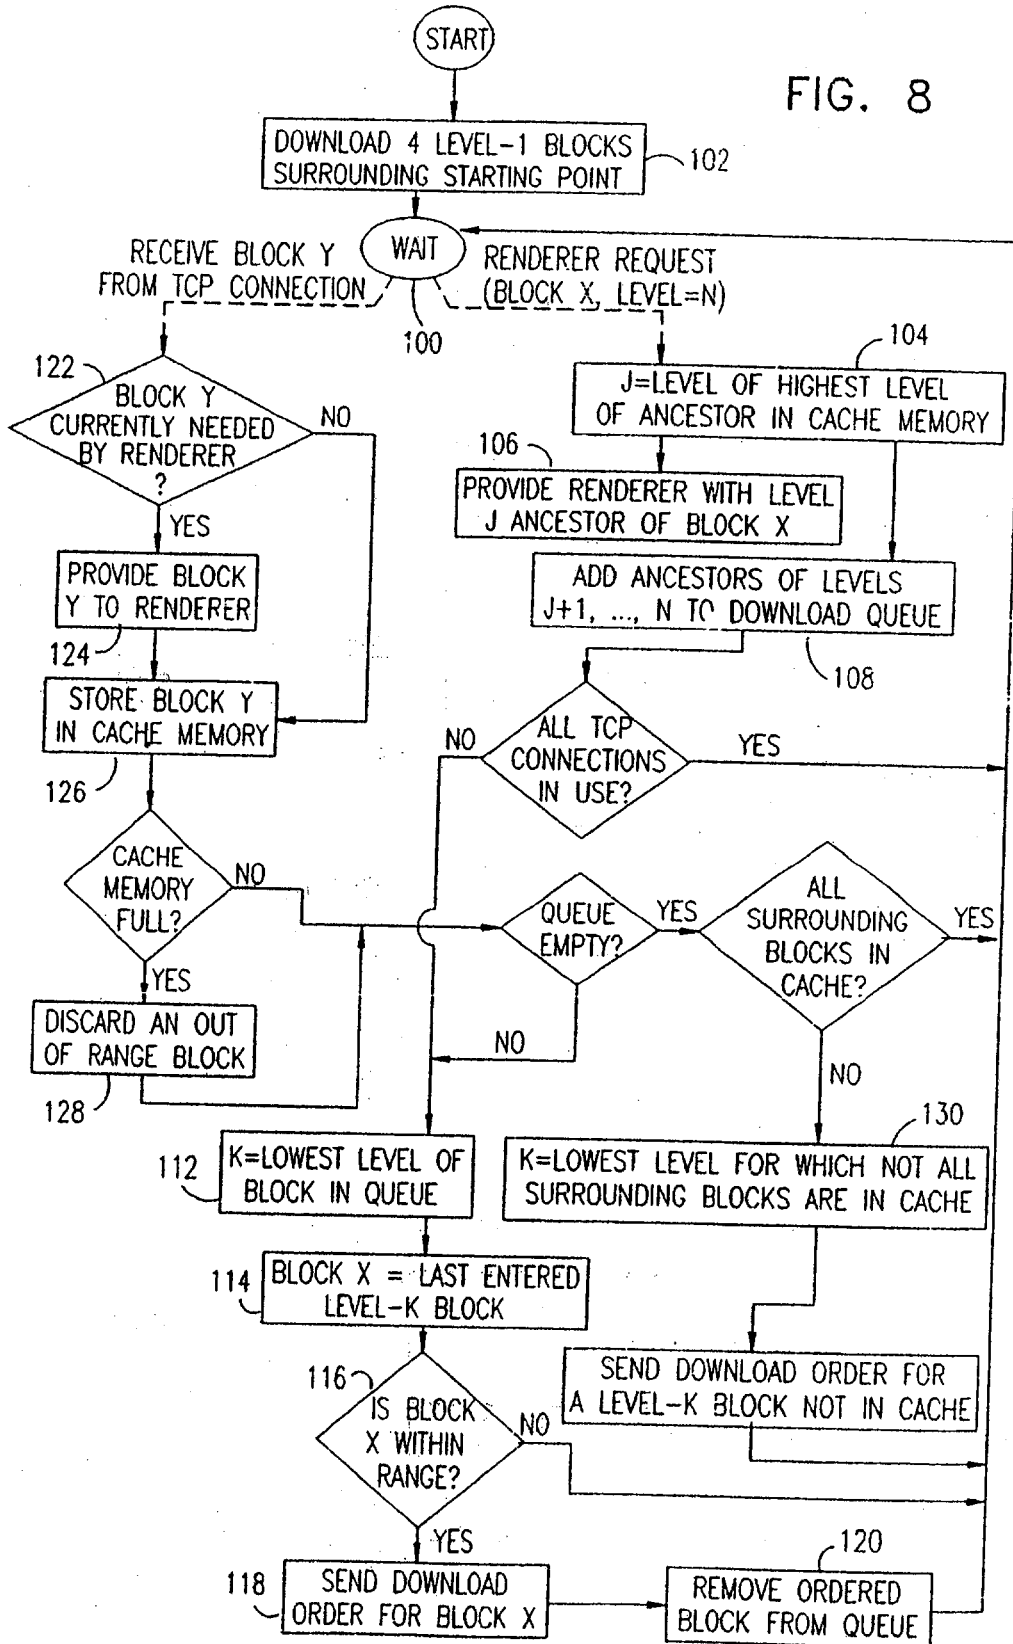 START
FIG. 8
DOWNLOAD 4 LEVEL-1 BLOCKS
SURROUNDING STARTING POINT
102
RECEIVE BLOCK Y
FROM TCP CONNECTION
WAIT
100
RENDERER REQUEST
(BLOCK X, LEVEL=N)
104
J=LEVEL OF HIGHEST LEVEL
OF ANCESTOR IN CACHE MEMORY
122
BLOCK Y
CURRENTLY NEEDED
BY RENDERER
?
NO
YES
106
PROVIDE RENDERER WITH LEVEL
J ANCESTOR OF BLOCK X
PROVIDE BLOCK
Y TO RENDERER
124
ADD ANCESTORS OF LEVELS
J+1, ..., N TO DOWNLOAD QUEUE
108
STORE BLOCK Y
IN CACHE MEMORY
126
NO
ALL TCP
CONNECTIONS
IN USE?
YES
CACHE
MEMORY
FULL?
NO
YES
QUEUE
EMPTY?
YES
NO
ALL
SURROUNDING
BLOCKS IN
CACHE?
YES
NO
DISCARD AN OUT
OF RANGE BLOCK
128
112
K=LOWEST LEVEL OF
BLOCK IN QUEUE
130
K=LOWEST LEVEL FOR WHICH NOT ALL
SURROUNDING BLOCKS ARE IN CACHE
114
BLOCK X = LAST ENTERED
LEVEL-K BLOCK
SEND DOWNLOAD ORDER FOR
A LEVEL-K BLOCK NOT IN CACHE
116
IS BLOCK
X WITHIN
RANGE?
NO
YES
118
SEND DOWNLOAD
ORDER FOR BLOCK X
120
REMOVE ORDERED
BLOCK FROM QUEUE